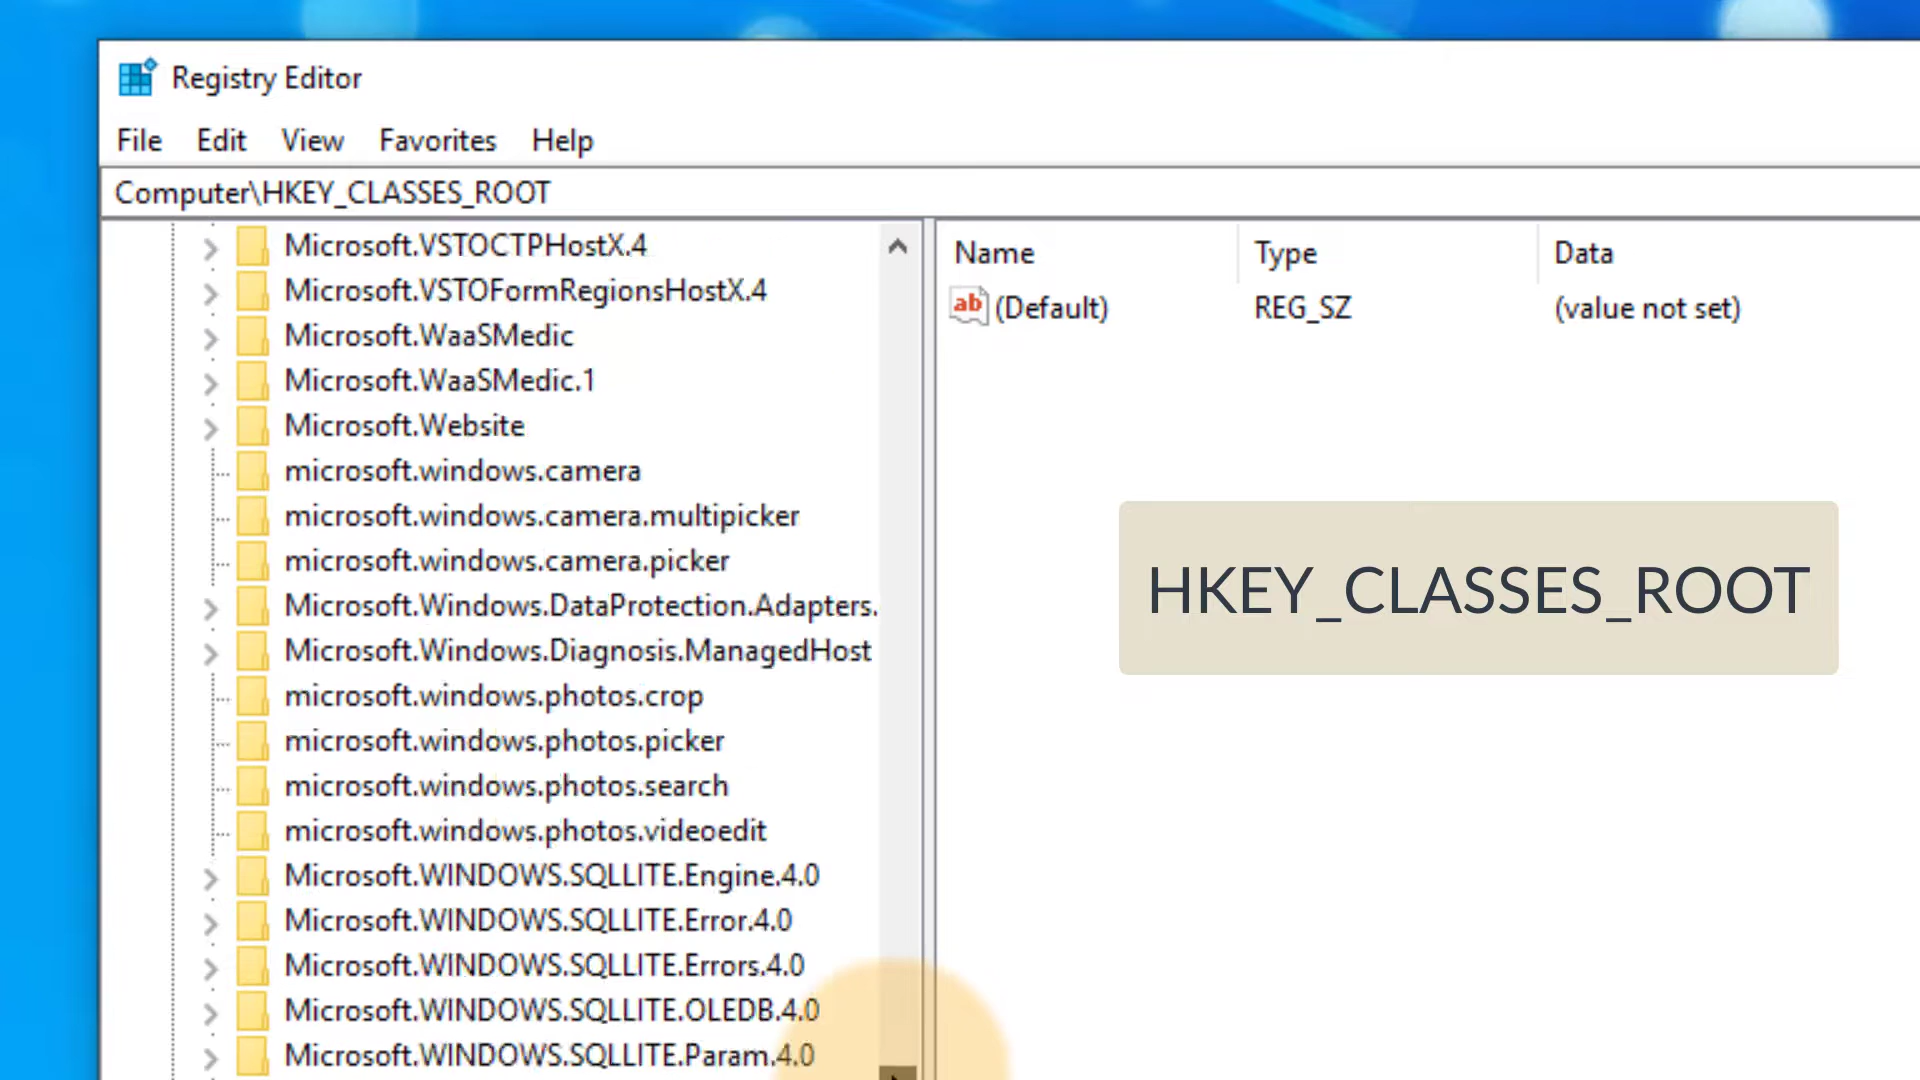 Registry Editor
File Edit View Favorites Help
Computer\HKEY_CLASSES_ROOT
Microsoft.VSTOCTPHostX.4
Microsoft.VSTOFormRegionsHostX.4
Microsoft.WaaSMedic
Microsoft.WaaSMedic.1
Microsoft.Website
microsoft.windows.camera
microsoft.windows.camera.multipicker
microsoft.windows.camera.picker
Microsoft.Windows.DataProtection.Adapters.
Microsoft.Windows.Diagnosis.ManagedHost
microsoft.windows.photos.crop
microsoft.windows.photos.picker
microsoft.windows.photos.search
microsoft.windows.photos.videoedit
Microsoft.WINDOWS.SQLLITE.Engine.4.0
Microsoft.WINDOWS.SQLLITE.Error.4.0
Microsoft.WINDOWS.SQLLITE.Errors.4.0
Microsoft.WINDOWS.SQLLITE.OLEDB.4.0
Microsoft.WINDOWS.SQLLITE.Param.4.0
Name Type Data
ab (Default) REG_SZ (value not set)
HKEY_CLASSES_ROOT